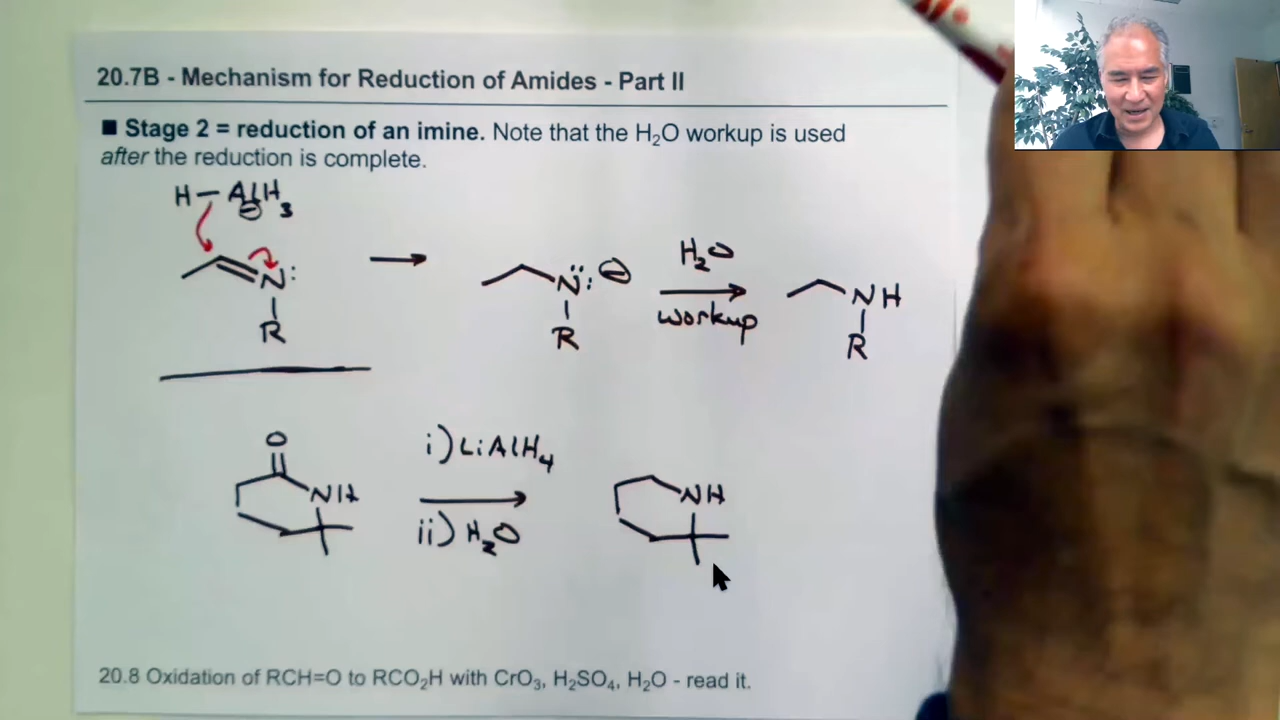 20.7B - Mechanism for Reduction of Amides - Part II
■ Stage 2 = reduction of an imine. Note that the H₂O workup is used
after the reduction is complete.
H – AlH₃
⊖
N:
R
N̈: ⊖
R
H₂O
workup
NH
R
O
NH
i) LiAlH₄
ii) H₂O
NH
20.8 Oxidation of RCH=O to RCO₂H with CrO₃, H₂SO₄, H₂O - read it.